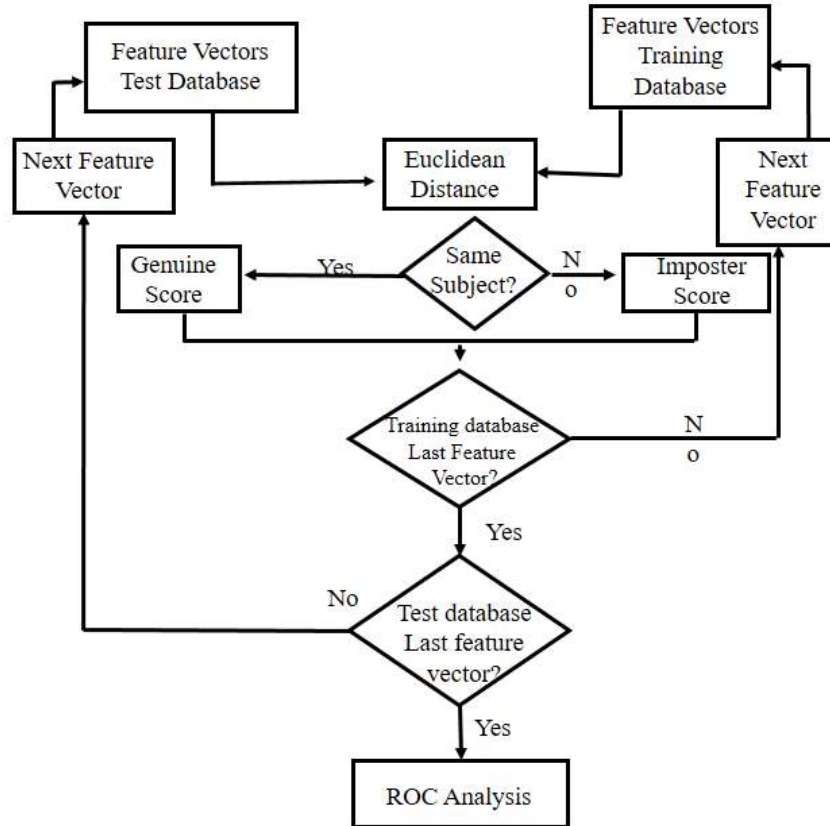 Feature Vectors
Test Database
Feature Vectors
Training
Database
Next Feature
Vector
Euclidean
Distance
Next
Feature
Vector
Genuine
Score
Yes
Same
Subject?
N
o
Imposter
Score
Training database
Last Feature
Vector?
N
o
Yes
No
Test database
Last feature
vector?
Yes
ROC Analysis